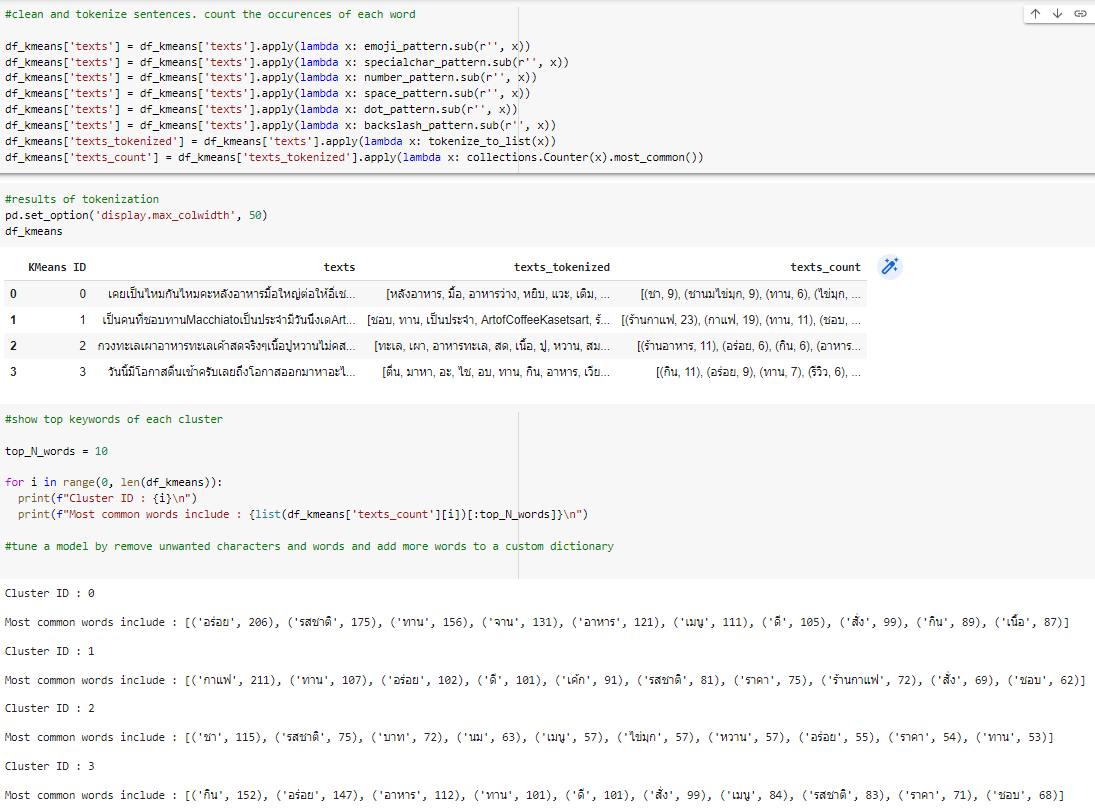 #clean and tokenize sentences. count the occurences of each word
df_kmeans['texts'] = df_kmeans['texts'].apply(lambda x: emoji_pattern.sub(r'', x))
df_kmeans['texts'] = df_kmeans['texts'].apply(lambda x: specialchar_pattern.sub(r'', x))
df_kmeans['texts'] = df_kmeans['texts'].apply(lambda x: number_pattern.sub(r'', x))
df_kmeans['texts'] = df_kmeans['texts'].apply(lambda x: space_pattern.sub(r'', x))
df_kmeans['texts'] = df_kmeans['texts'].apply(lambda x: dot_pattern.sub(r'', x))
df_kmeans['texts'] = df_kmeans['texts'].apply(lambda x: backslash_pattern.sub(r'', x))
df_kmeans['texts_tokenized'] = df_kmeans['texts'].apply(lambda x: tokenize_to_list(x))
df_kmeans['texts_count'] = df_kmeans['texts_tokenized'].apply(lambda x: collections.Counter(x).most_common())
#results of tokenization
pd.set_option('display.max_colwidth', 50)
df_kmeans
KMeans ID texts texts_tokenized texts_count
0 0 เคยเป็นไหมกันไหมคะหลังอาหารมื้อใหญ่ต่อให้อิ่เช... [หลังอาหาร, มื้อ, อาหารว่าง, หยิบ, แวะ, เติม, ... [(ชา, 9), (ชานมไข่มุก, 9), (ทาน, 6), (ไข่มุก, ...
1 1 เป็นคนที่ชอบทานMacchiatoเป็นประจำมีวันนึงเดArt... [ชอบ, ทาน, เป็นประจำ, ArtofCoffeeKasetsart, ร้... [(ร้านกาแฟ, 23), (กาแฟ, 19), (ทาน, 11), (ชอบ, ...
2 2 กวงทะเลเผาอาหารทะเลเค้าสดจริงๆเนื้อปูหวานไม่คส... [ทะเล, เผา, อาหารทะเล, สด, เนื้อ, ปู, หวาน, สม... [(ร้านอาหาร, 11), (อร่อย, 6), (กิน, 6), (อาหาร...
3 3 วันนี้มีโอกาสตื่นเช้าครับเลยถึงโอกาสออกมาหาอะไ... [ตื่น, มาหา, อะ, ไช, อบ, ทาน, กิน, อาหาร, เวีย... [(กิน, 11), (อร่อย, 9), (ทาน, 7), (รีวิว, 6), ...
#show top keywords of each cluster
top_N_words = 10
for i in range(0, len(df_kmeans)):
print(f"Cluster ID : {i}\n")
print(f"Most common words include : {list(df_kmeans['texts_count'][i])[:top_N_words]}\n")
#tune a model by remove unwanted characters and words and add more words to a custom dictionary
Cluster ID : 0
Most common words include : [('อร่อย', 206), ('รสชาติ', 175), ('ทาน', 156), ('จาน', 131), ('อาหาร', 121), ('เมนู', 111), ('ดี', 105), ('สั่ง', 99), ('กิน', 89), ('เนื้อ', 87)]
Cluster ID : 1
Most common words include : [('กาแฟ', 211), ('ทาน', 107), ('อร่อย', 102), ('ดี', 101), ('เค้ก', 91), ('รสชาติ', 81), ('ราคา', 75), ('ร้านกาแฟ', 72), ('สั่ง', 69), ('ชอบ', 62)]
Cluster ID : 2
Most common words include : [('ชา', 115), ('รสชาติ', 75), ('บาท', 72), ('นม', 63), ('เมนู', 57), ('ไข่มุก', 57), ('หวาน', 57), ('อร่อย', 55), ('ราคา', 54), ('ทาน', 53)]
Cluster ID : 3
Most common words include : [('กิน', 152), ('อร่อย', 147), ('อาหาร', 112), ('ทาน', 101), ('ดี', 101), ('สั่ง', 99), ('เมนู', 84), ('รสชาติ', 83), ('ราคา', 71), ('ชอบ', 68)]